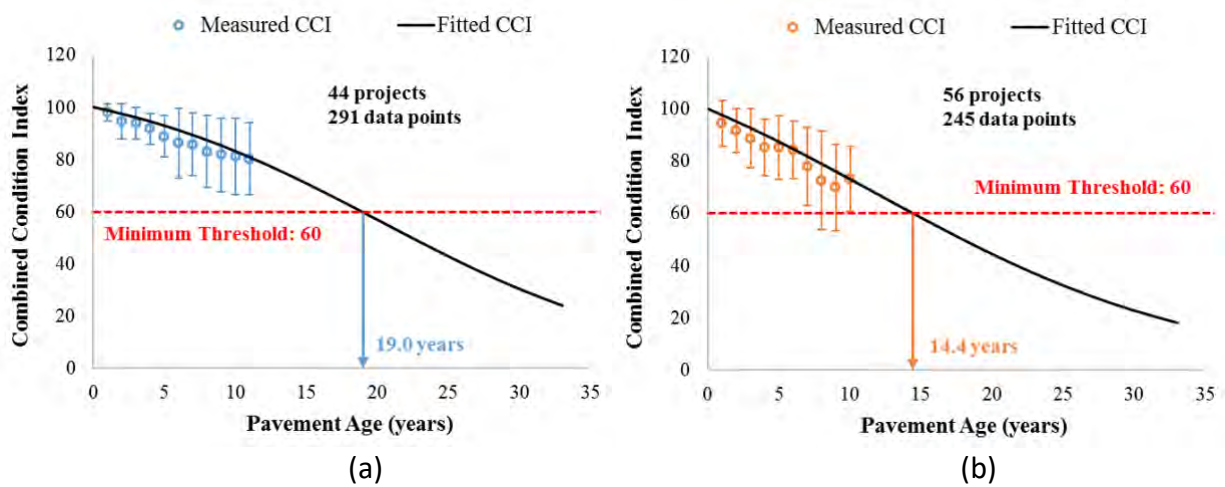 Measured CCI
Fitted CCI
120
100
80
60
40
20
0
Combined Condition Index
44 projects
291 data points
Minimum Threshold: 60
19.0 years
0 5 10 15 20 25 30 35
Pavement Age (years)
(a)
Measured CCI
Fitted CCI
120
100
80
60
40
20
0
Combined Condition Index
56 projects
245 data points
Minimum Threshold: 60
14.4 years
0 5 10 15 20 25 30 35
Pavement Age (years)
(b)